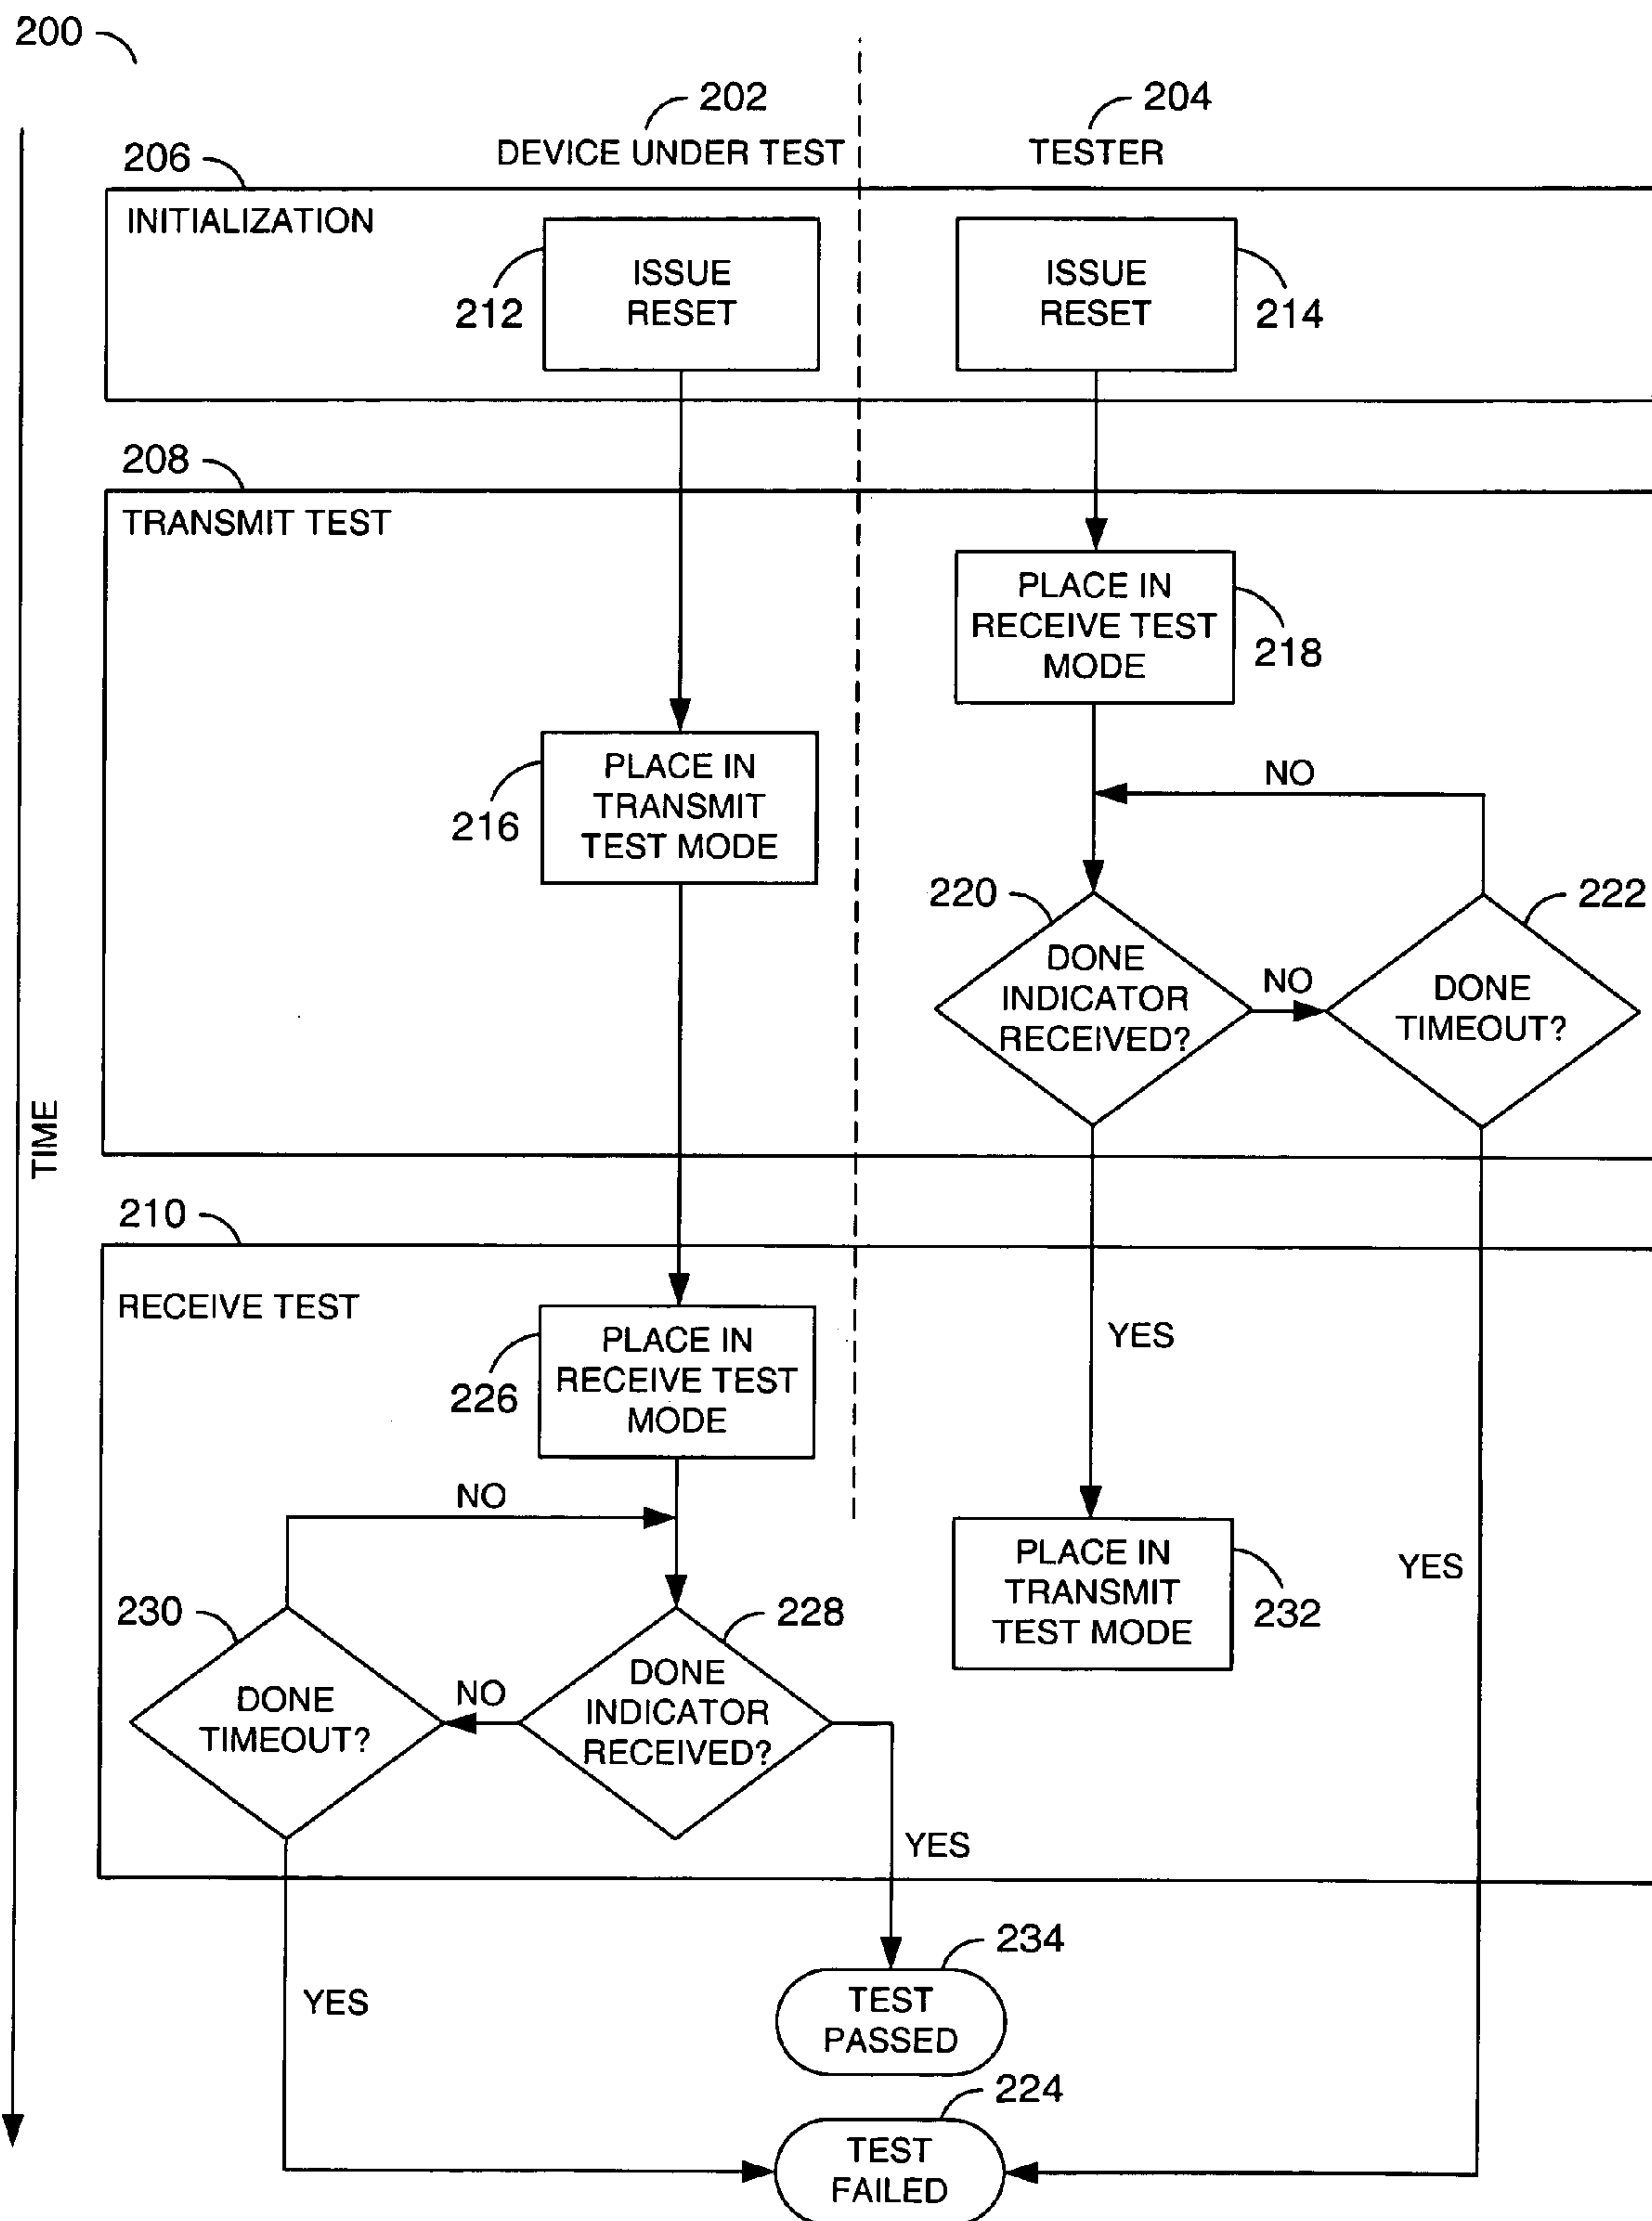 200
202
204
DEVICE UNDER TEST
TESTER
206
INITIALIZATION
ISSUE
RESET
212
ISSUE
RESET
214
208
TRANSMIT TEST
PLACE IN
RECEIVE TEST
MODE
218
PLACE IN
TRANSMIT
TEST MODE
216
NO
220
222
DONE
INDICATOR
RECEIVED?
NO
DONE
TIMEOUT?
TIME
210
RECEIVE TEST
PLACE IN
RECEIVE TEST
MODE
226
YES
NO
PLACE IN
TRANSMIT
TEST MODE
232
YES
230
228
DONE
TIMEOUT?
NO
DONE
INDICATOR
RECEIVED?
YES
234
YES
TEST
PASSED
224
TEST
FAILED